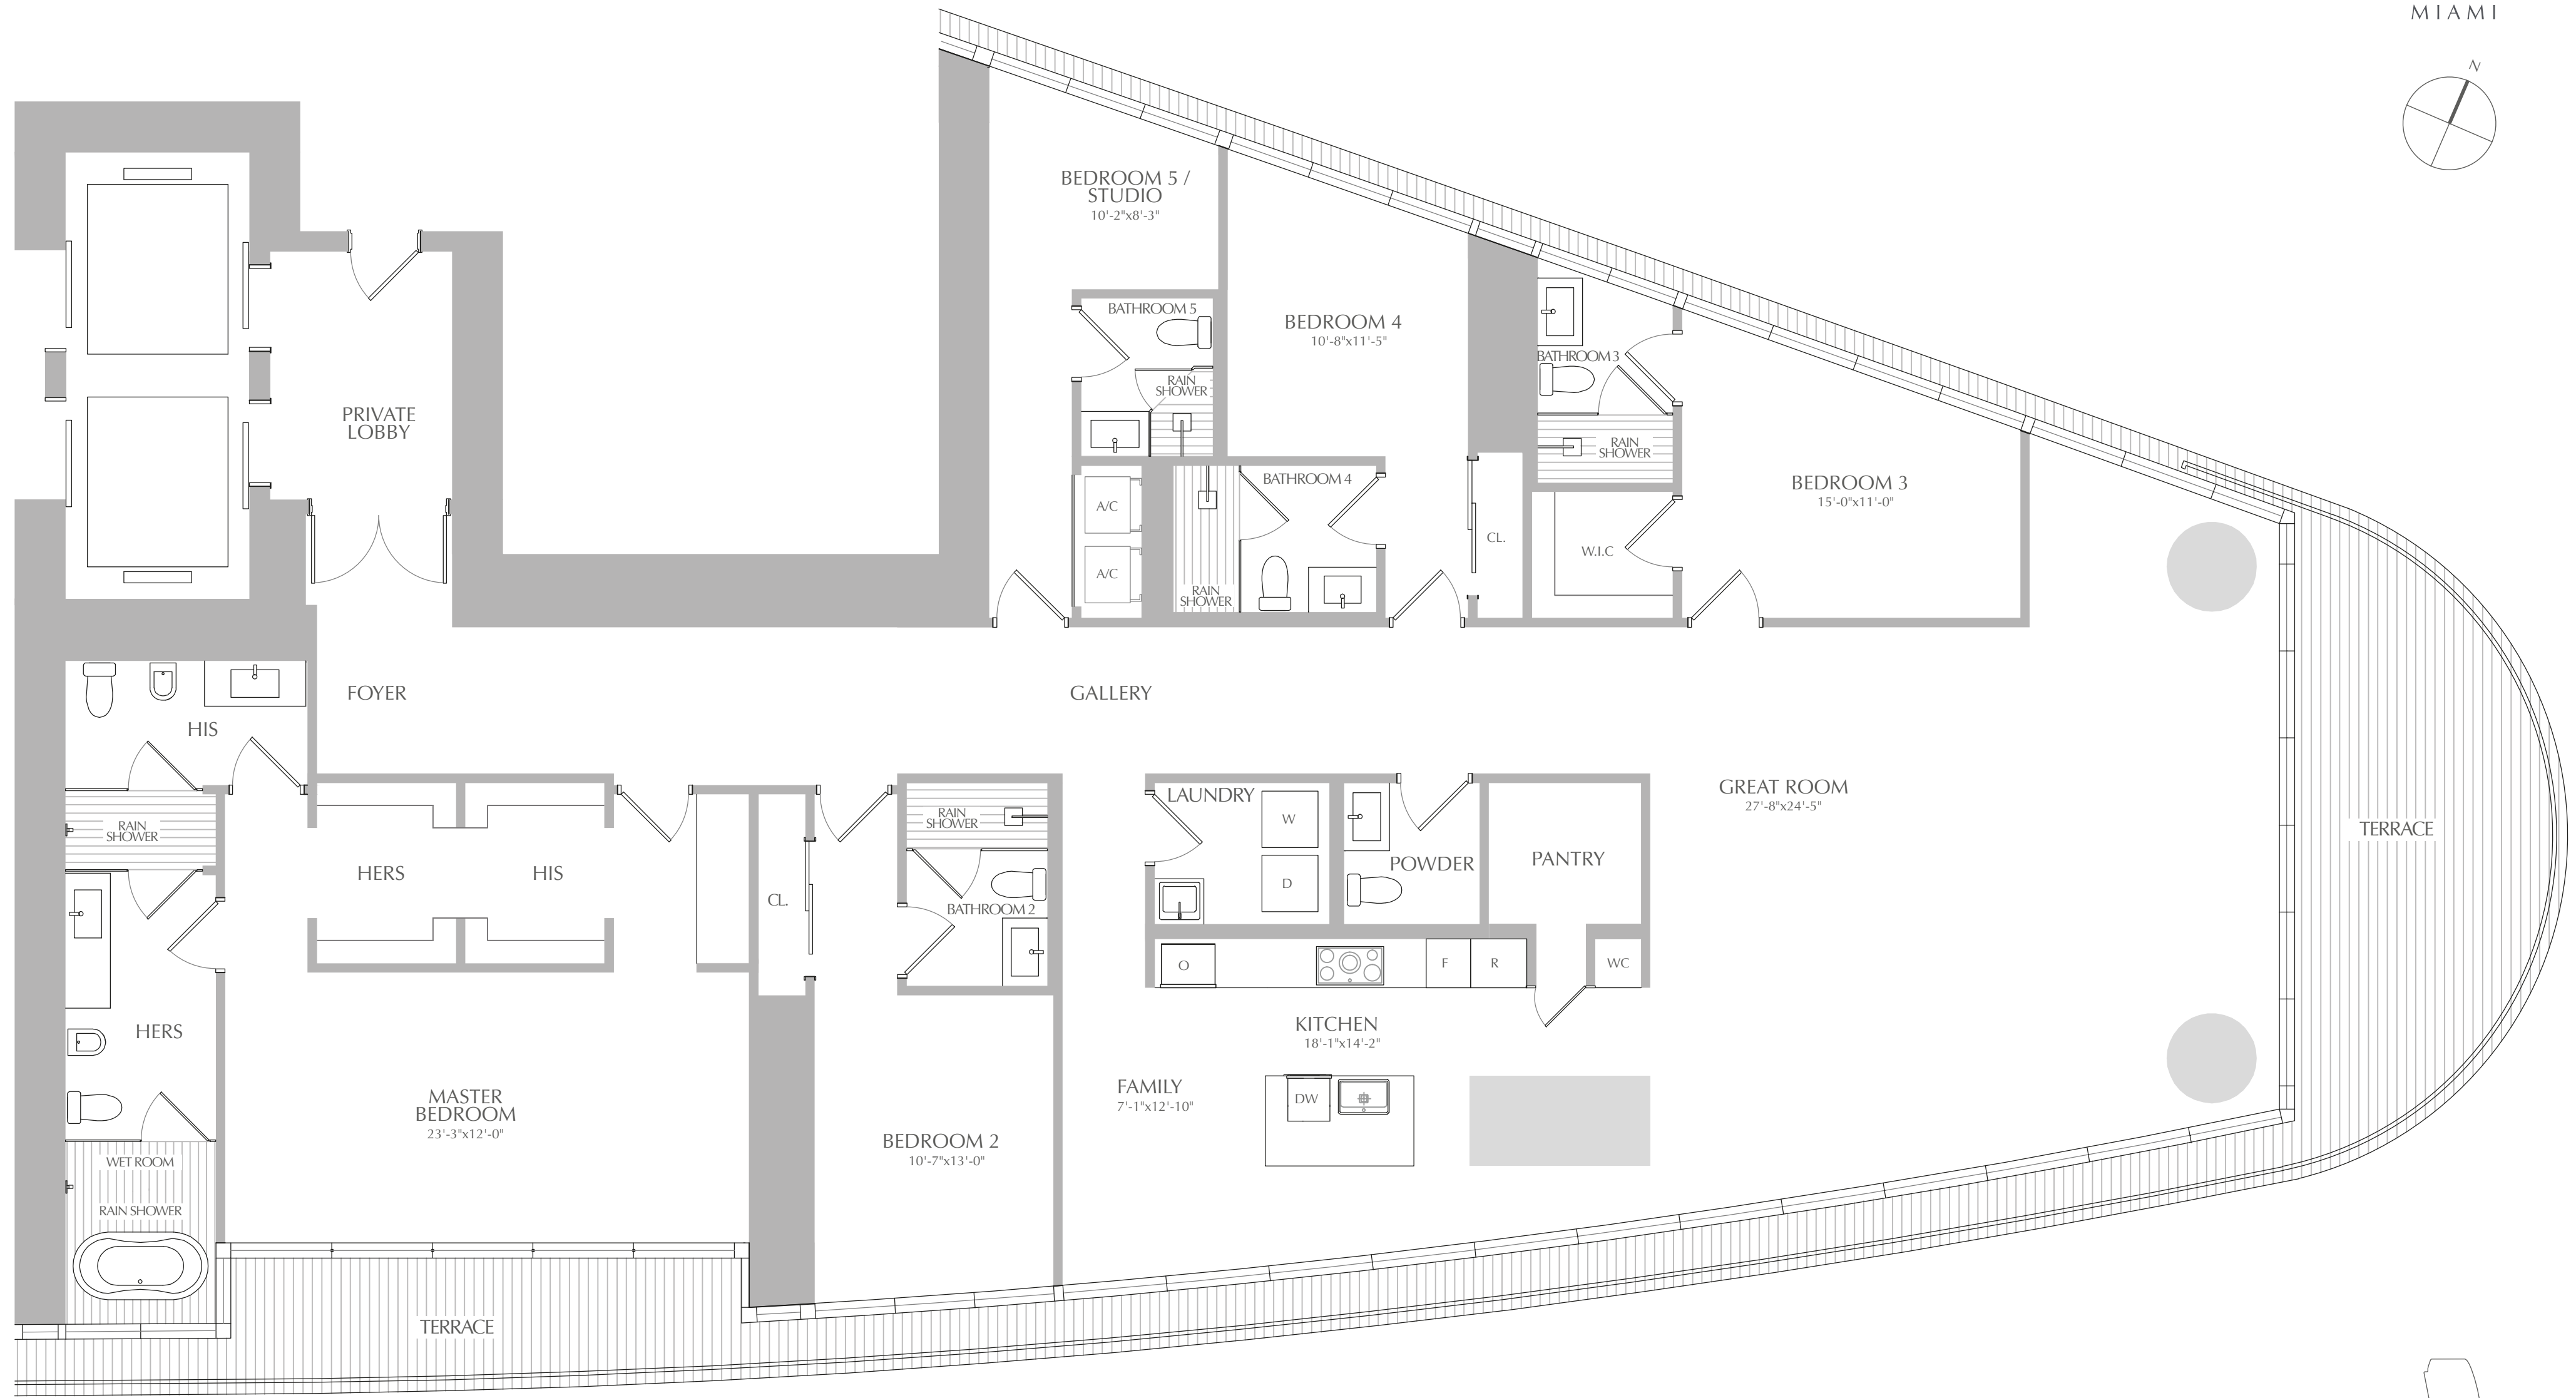 MIAMI
N
BEDROOM 5 /
STUDIO
10'-2"x8'-3"
BATHROOM 5
RAIN
SHOWER
BEDROOM 4
10'-8"x11'-5"
BATHROOM 3
RAIN
SHOWER
BEDROOM 3
15'-0"x11'-0"
PRIVATE
LOBBY
A/C
A/C
BATHROOM 4
RAIN
SHOWER
CL.
W.I.C
FOYER
GALLERY
HIS
RAIN
SHOWER
HERS
HIS
CL.
RAIN
SHOWER
BATHROOM 2
LAUNDRY
W
D
POWDER
PANTRY
GREAT ROOM
27'-8"x24'-5"
TERRACE
O
F
R
WC
HERS
KITCHEN
18'-1"x14'-2"
FAMILY
7'-1"x12'-10"
DW
MASTER
BEDROOM
23'-3"x12'-0"
BEDROOM 2
10'-7"x13'-0"
WET ROOM
RAIN SHOWER
TERRACE